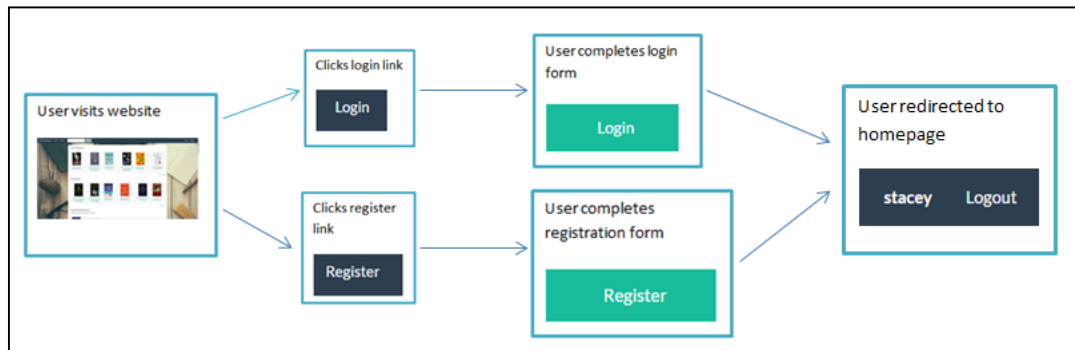 User visits website
Clicks login link
Login
User completes login
form
Login
Clicks register
link
Register
User completes
registration form
Register
User redirected to
homepage
stacey Logout